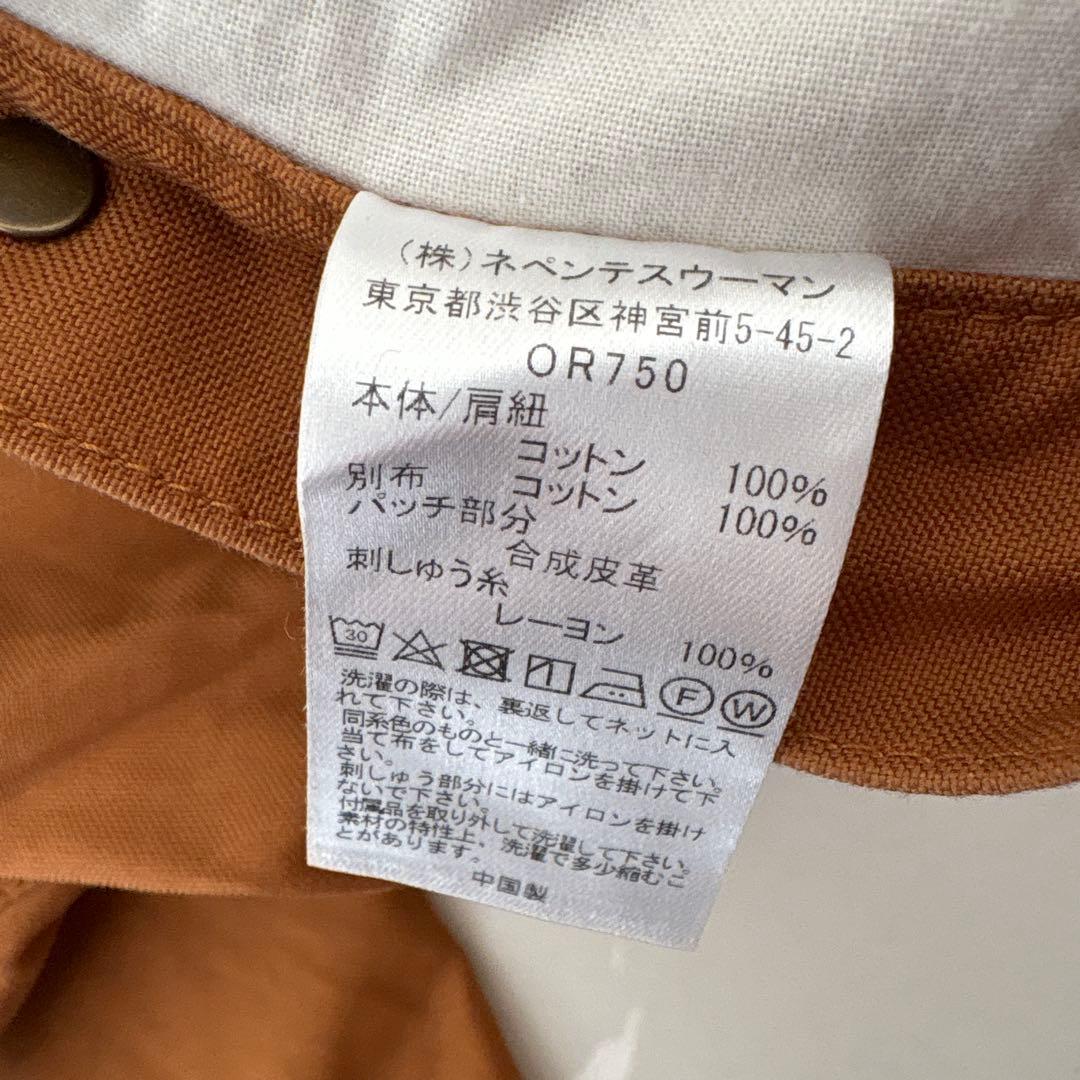 （株）ネペンテスウーマン
東京都渋谷区神宮前5-45-2
OR750
本体/肩紐
コットン 100%
別布 コットン 100%
パッチ部分
合成皮革
刺しゅう糸
レーヨン 100%
30 F W
洗濯の際は、裏返してネットに入
れて下さい。
同系色のものと一緒に洗って下さい。
当て布をしてアイロンを掛けて下
さい。
刺しゅう部分にはアイロンを掛け
ないで下さい。
付属品を取り外して洗濯して下さい。
素材の特性上、洗濯で多少縮むこ
とがあります。
中国製